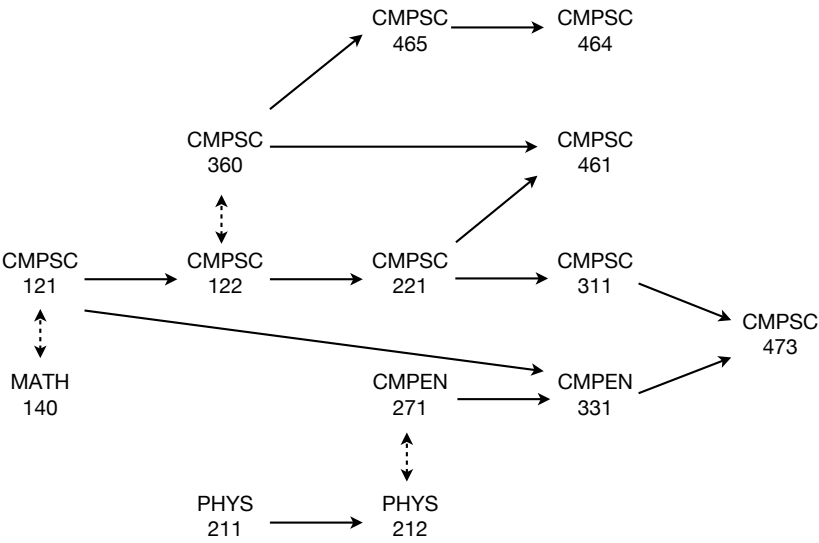 CMPSC
465
CMPSC
464
CMPSC
360
CMPSC
461
CMPSC
121
CMPSC
122
CMPSC
221
CMPSC
311
CMPSC
473
MATH
140
CMPEN
271
CMPEN
331
PHYS
211
PHYS
212